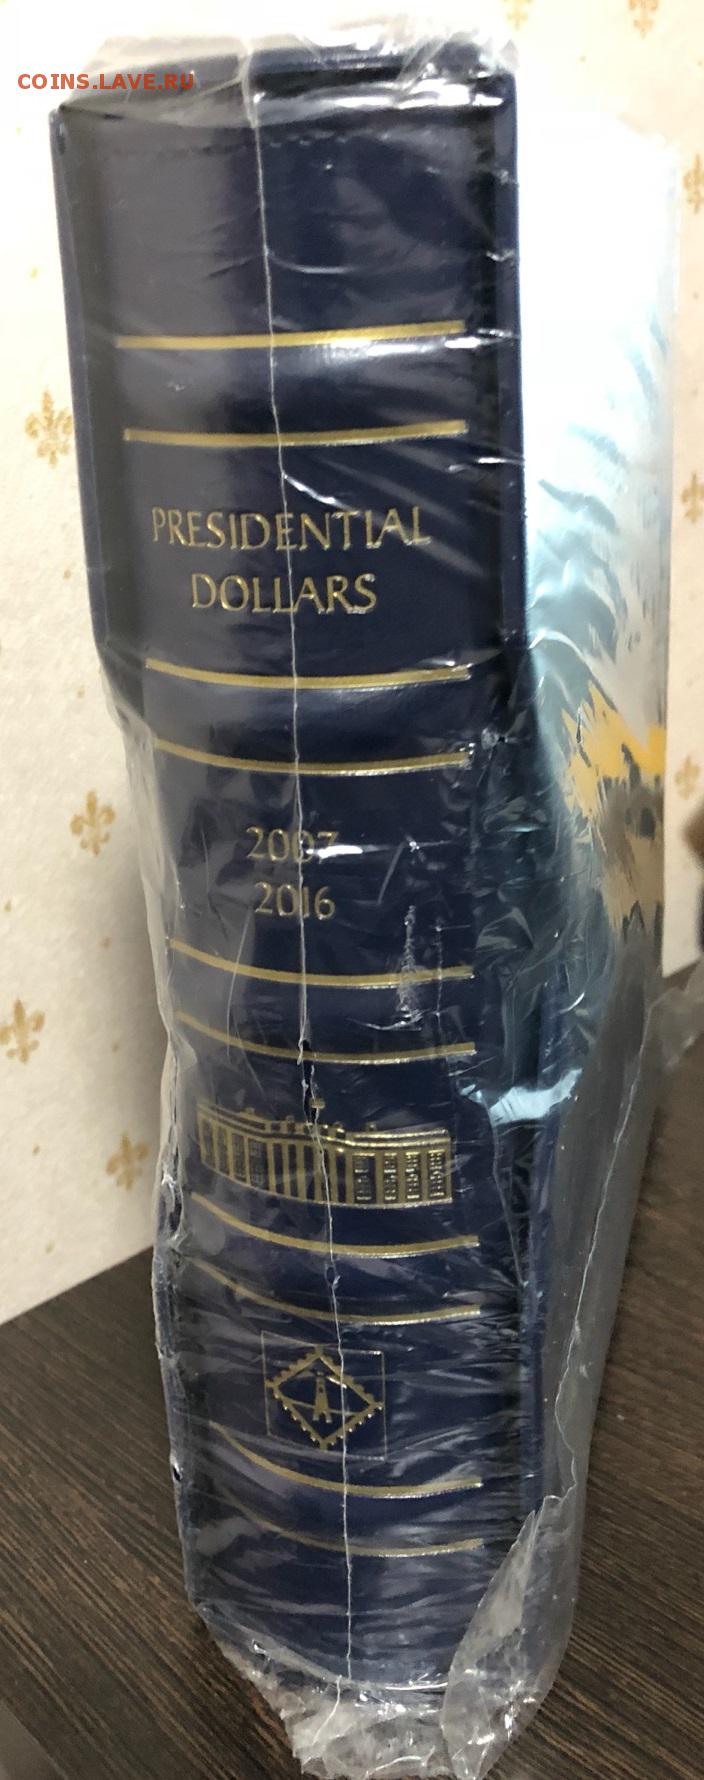 COINS.LAVE.RU
PRESIDENTIAL
DOLLARS
2007
2016